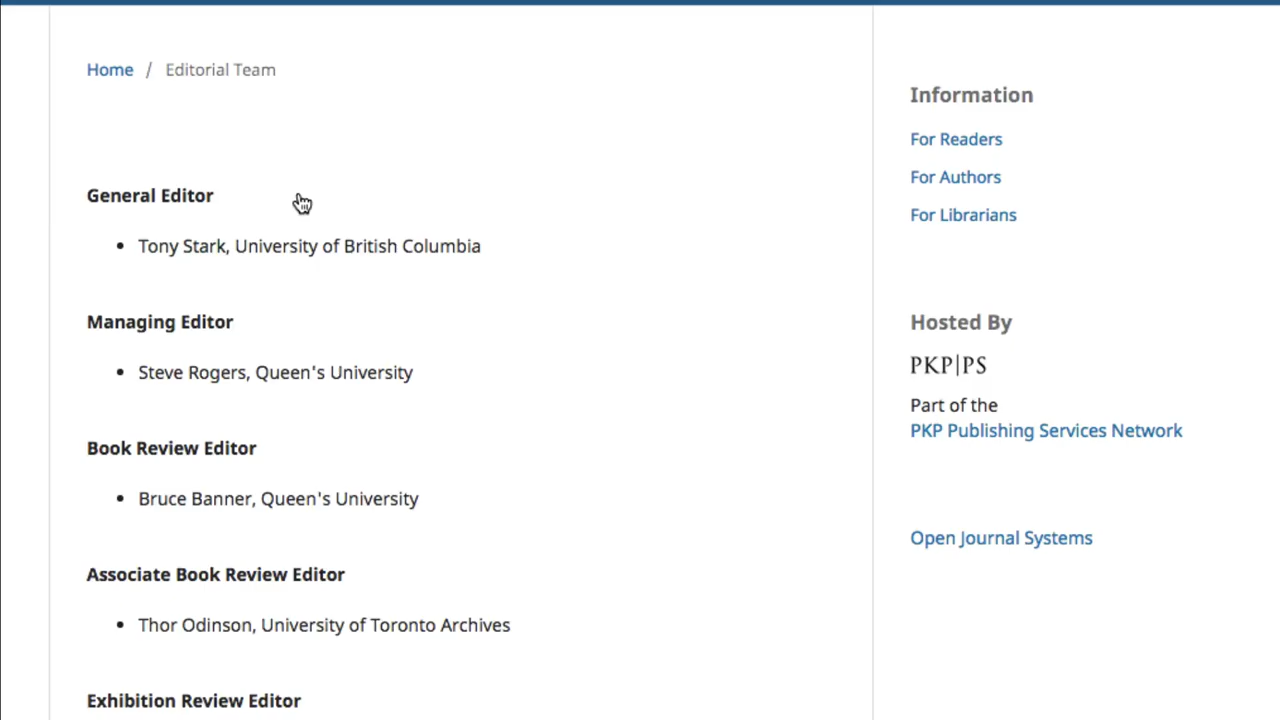 Home / Editorial Team
General Editor
• Tony Stark, University of British Columbia
Managing Editor
• Steve Rogers, Queen's University
Book Review Editor
• Bruce Banner, Queen's University
Associate Book Review Editor
• Thor Odinson, University of Toronto Archives
Exhibition Review Editor
Information
For Readers
For Authors
For Librarians
Hosted By
PKP|PS
Part of the
PKP Publishing Services Network
Open Journal Systems